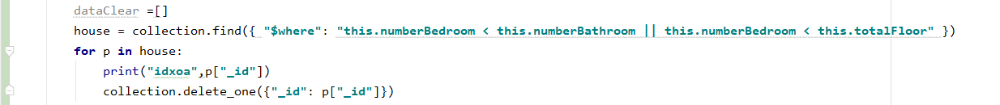 dataClear =[]
house = collection.find({ "$where": "this.numberBedroom < this.numberBathroom || this.numberBedroom < this.totalFloor" })
for p in house:
    print("idxoa",p["_id"])
    collection.delete_one({"_id": p["_id"]})